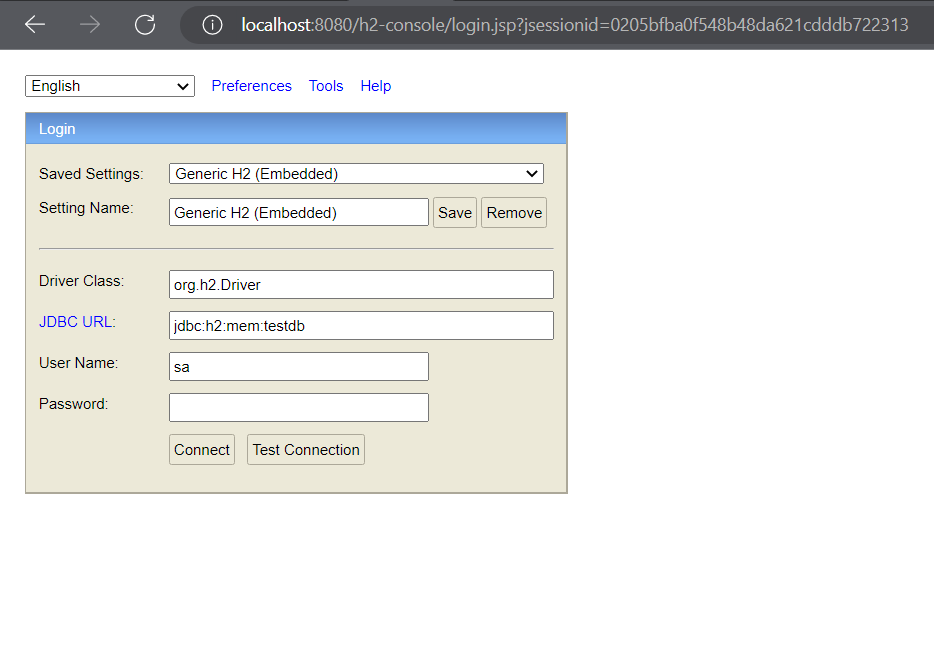 localhost:8080/h2-console/login.jsp?jsessionid=0205bfba0f548b48da621cdddb722313
English Preferences Tools Help
Login
Saved Settings: Generic H2 (Embedded)
Setting Name: Generic H2 (Embedded) Save Remove
Driver Class: org.h2.Driver
JDBC URL: jdbc:h2:mem:testdb
User Name: sa
Password:
Connect Test Connection